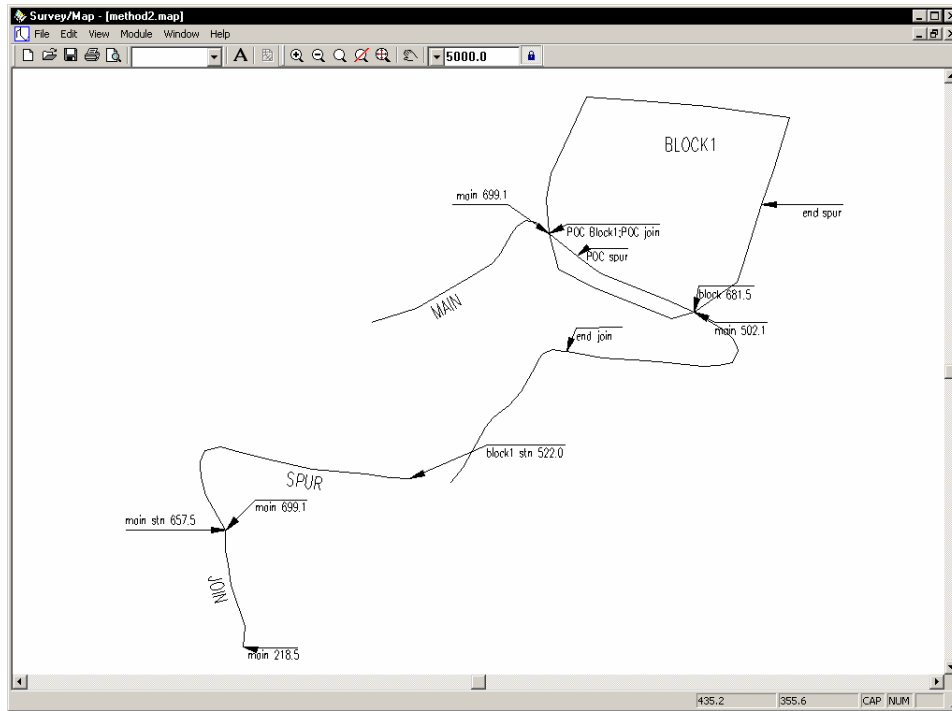 Survey/Map - [method2.map]
File Edit View Module Window Help
5000.0
BLOCK1
main 699.1
end spur
POC Block1;POC join
POC spur
MAIN
block 681.5
main 502.1
end join
block1 stn 522.0
SPUR
main 699.1
main stn 657.5
JOIN
main 218.5
435.2 355.6 CAP NUM